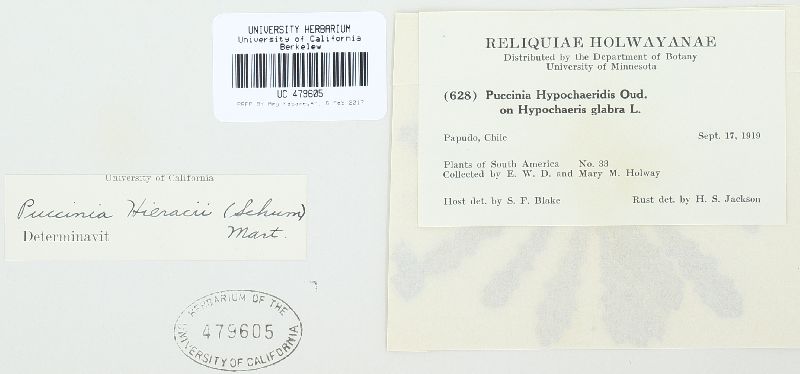 UNIVERSITY HERBARIUM
University of California
Berkeley
UC 479605
University of California
Puccinia Hieracii (Schum)
Mart.
Determinavit
HERBARIUM OF THE
479605
UNIVERSITY OF CALIFORNIA
RELIQUIAE HOLWAYANAE
Distributed by the Department of Botany
University of Minnesota
(628) Puccinia Hypochaeridis Oud.
on Hypochaeris glabra L.
Papudo, Chile Sept. 17, 1919
Plants of South America No. 33
Collected by E. W. D. and Mary M. Holway
Host det. by S. F. Blake Rust det. by H. S. Jackson